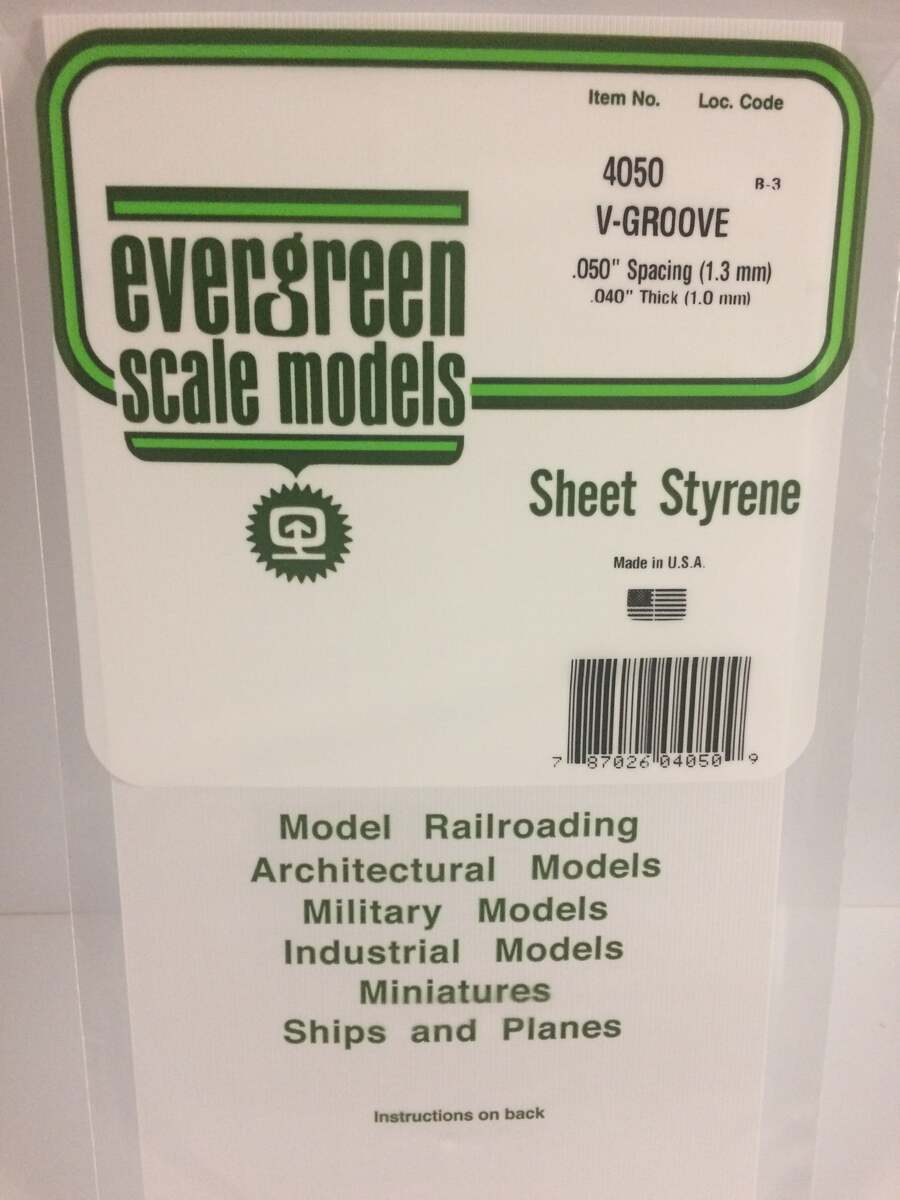 Item No. Loc. Code
4050 B-3
V-GROOVE
.050" Spacing (1.3 mm)
.040" Thick (1.0 mm)
evergreen
scale models
Sheet Styrene
Made in U.S.A.
7 87026 04050 9
Model Railroading
Architectural Models
Military Models
Industrial Models
Miniatures
Ships and Planes
Instructions on back